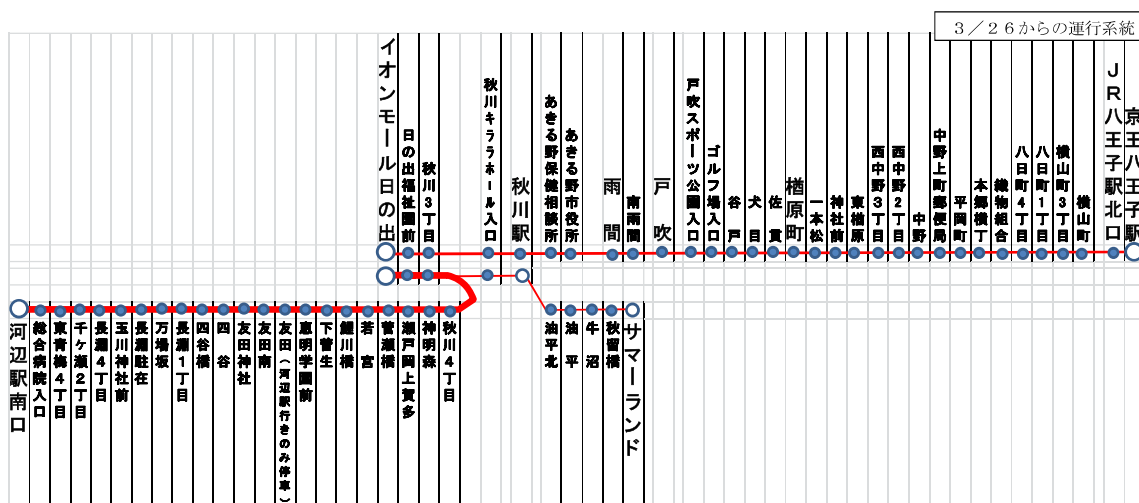 3／26からの運行系統
イオンモール日の出
日の出福祉園前
秋川3丁目
秋川キララホール入口
秋川駅
あきる野保健相談所
あきる野市役所
雨間
南雨間
戸吹
戸吹スポーツ公園入口
ゴルフ場入口
谷戸
犬目
佐貫
楢原町
一本松
神社前
東楢原
西中野3丁目
西中野2丁目
中野
中野上町郵便局
平岡町
本郷横丁
織物組合
八日町4丁目
八日町1丁目
横山町3丁目
横山町
JR八王子駅北口
京王八王子駅
河辺駅南口
総合病院入口
東青梅4丁目
千ヶ瀬2丁目
長淵4丁目
玉川神社前
長淵駐在
万場坂
長淵1丁目
四谷橋
四谷
友田神社
友田南
友田（河辺駅行きのみ停車）
恵明学園前
下菅生
鯉川橋
若宮
菅瀬橋
瀬戸岡上賀多
神明森
秋川4丁目
油平北
油平
牛沼
秋留橋
サマーランド